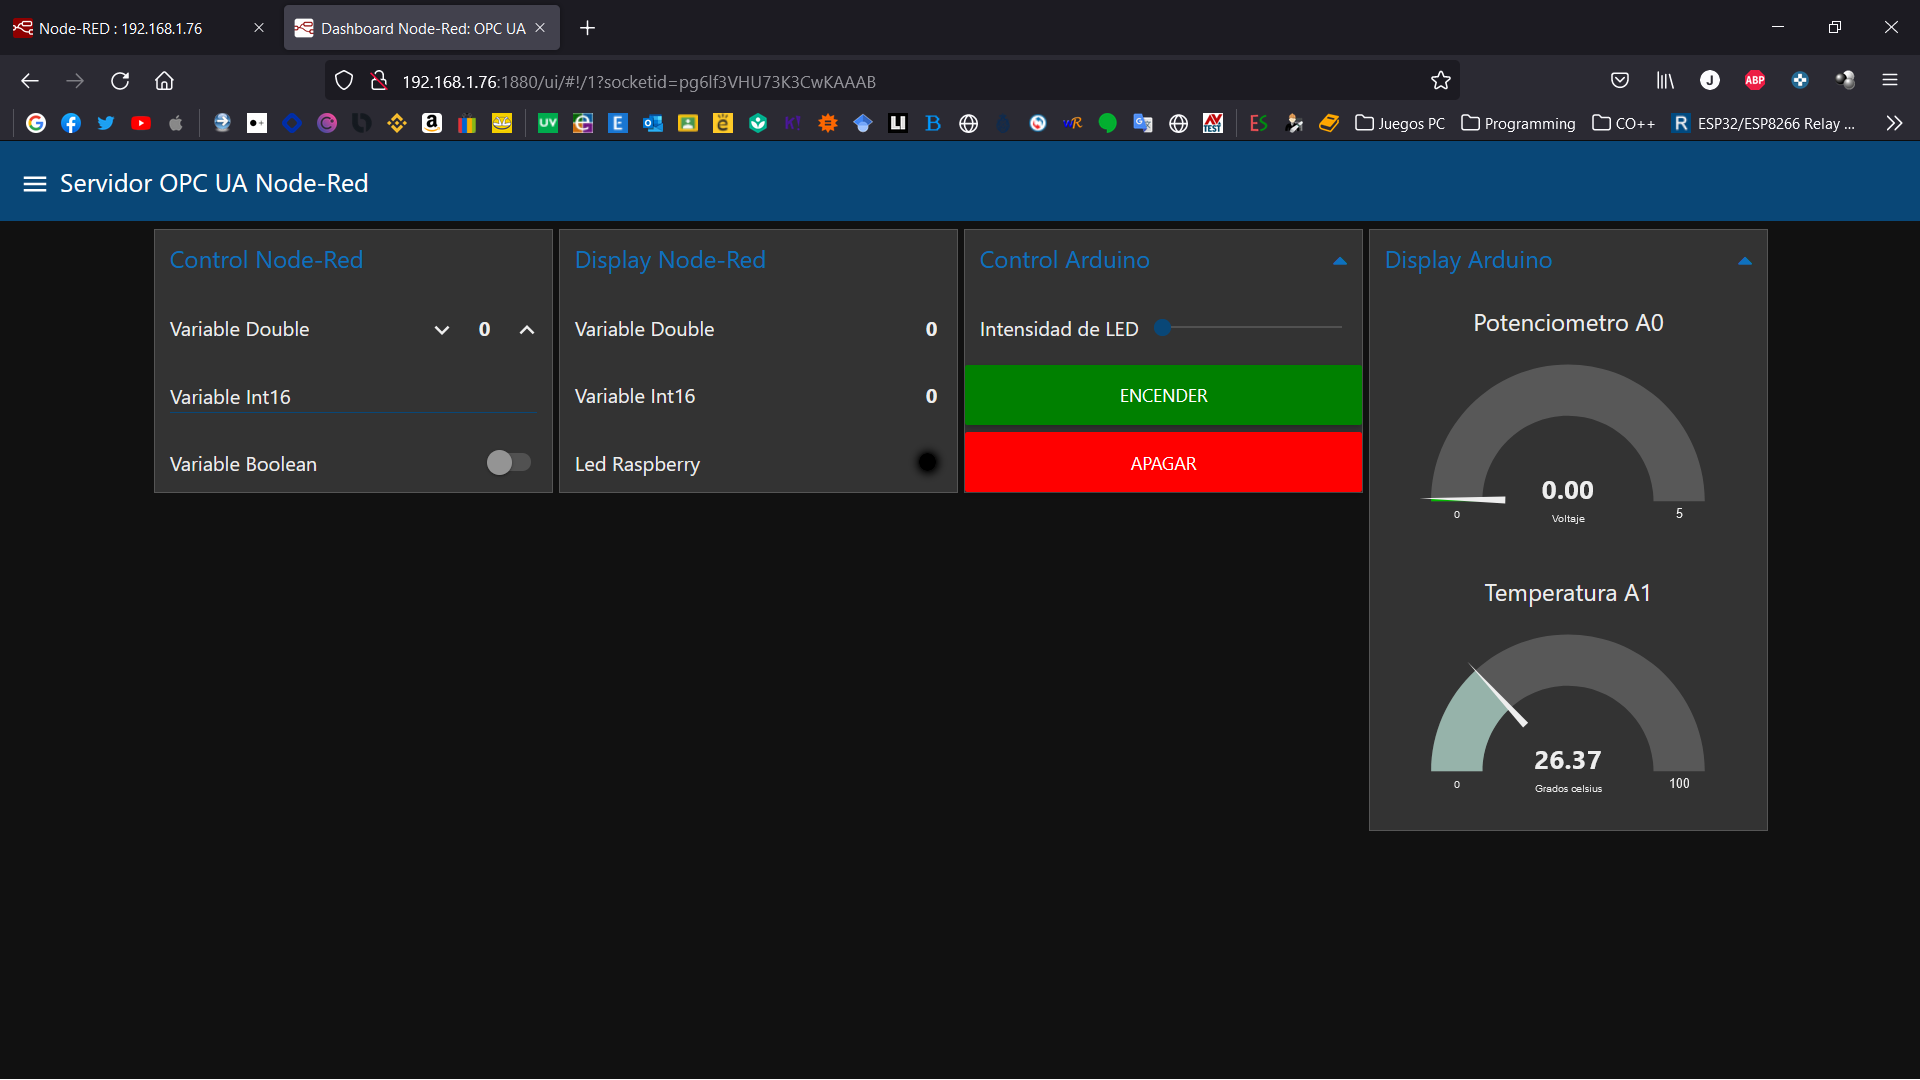 Node-RED : 192.168.1.76
Dashboard Node-Red: OPC UA
192.168.1.76:1880/ui/#!/1?socketid=pg6lf3VHU73K3CwKAAAB
Juegos PC
Programming
CO++
ESP32/ESP8266 Relay ...
Servidor OPC UA Node-Red
Control Node-Red
Variable Double 0
Variable Int16
Variable Boolean
Display Node-Red
Variable Double 0
Variable Int16 0
Led Raspberry
Control Arduino
Intensidad de LED
ENCENDER
APAGAR
Display Arduino
Potenciometro A0
0.00
Voltaje
0 5
Temperatura A1
26.37
Grados celsius
0 100